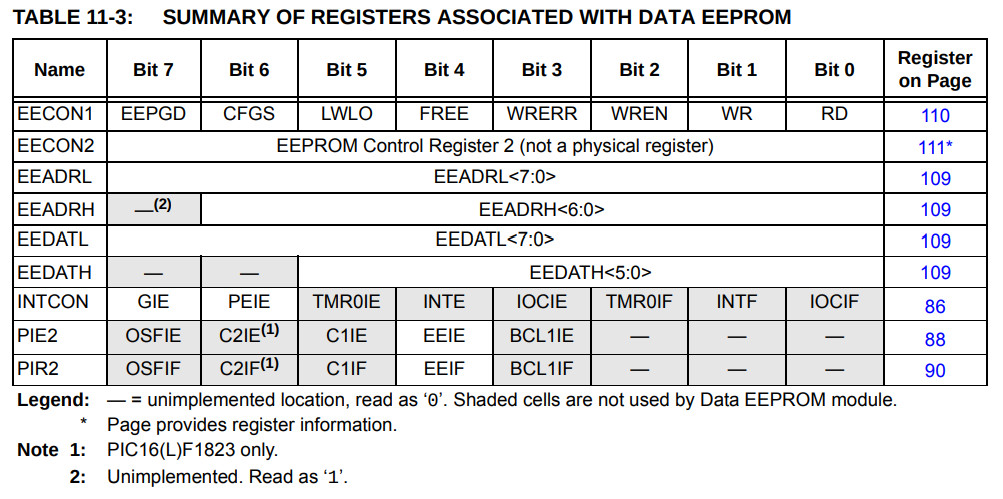 TABLE 11-3: SUMMARY OF REGISTERS ASSOCIATED WITH DATA EEPROM
Name Bit 7 Bit 6 Bit 5 Bit 4 Bit 3 Bit 2 Bit 1 Bit 0 Register on Page
EECON1 EEPGD CFGS LWLO FREE WRERR WREN WR RD 110
EECON2 EEPROM Control Register 2 (not a physical register) 111*
EEADRL EEADRL<7:0> 109
EEADRH —(2) EEADRH<6:0> 109
EEDATL EEDATL<7:0> 109
EEDATH — — EEDATH<5:0> 109
INTCON GIE PEIE TMR0IE INTE IOCIE TMR0IF INTF IOCIF 86
PIE2 OSFIE C2IE(1) C1IE EEIE BCL1IE — — — 88
PIR2 OSFIF C2IF(1) C1IF EEIF BCL1IF — — — 90
Legend: — = unimplemented location, read as ‘0’. Shaded cells are not used by Data EEPROM module.
* Page provides register information.
Note 1: PIC16(L)F1823 only.
2: Unimplemented. Read as ‘1’.